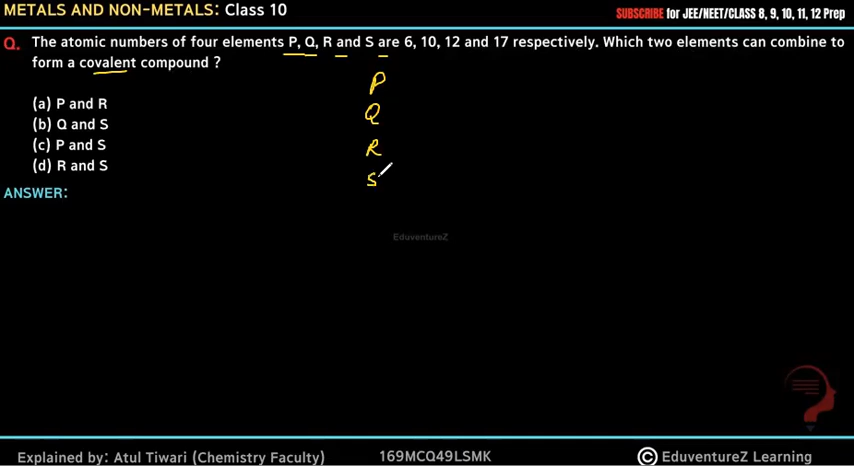 METALS AND NON-METALS: Class 10
SUBSCRIBE for JEE/NEET/CLASS 8, 9, 10, 11, 12 Prep
Q. The atomic numbers of four elements P, Q, R and S are 6, 10, 12 and 17 respectively. Which two elements can combine to
form a covalent compound ?
(a) P and R
(b) Q and S
(c) P and S
(d) R and S
ANSWER:
P
Q
R
S
EduventureZ
Explained by: Atul Tiwari (Chemistry Faculty)
169MCQ49LSMK
© EduventureZ Learning